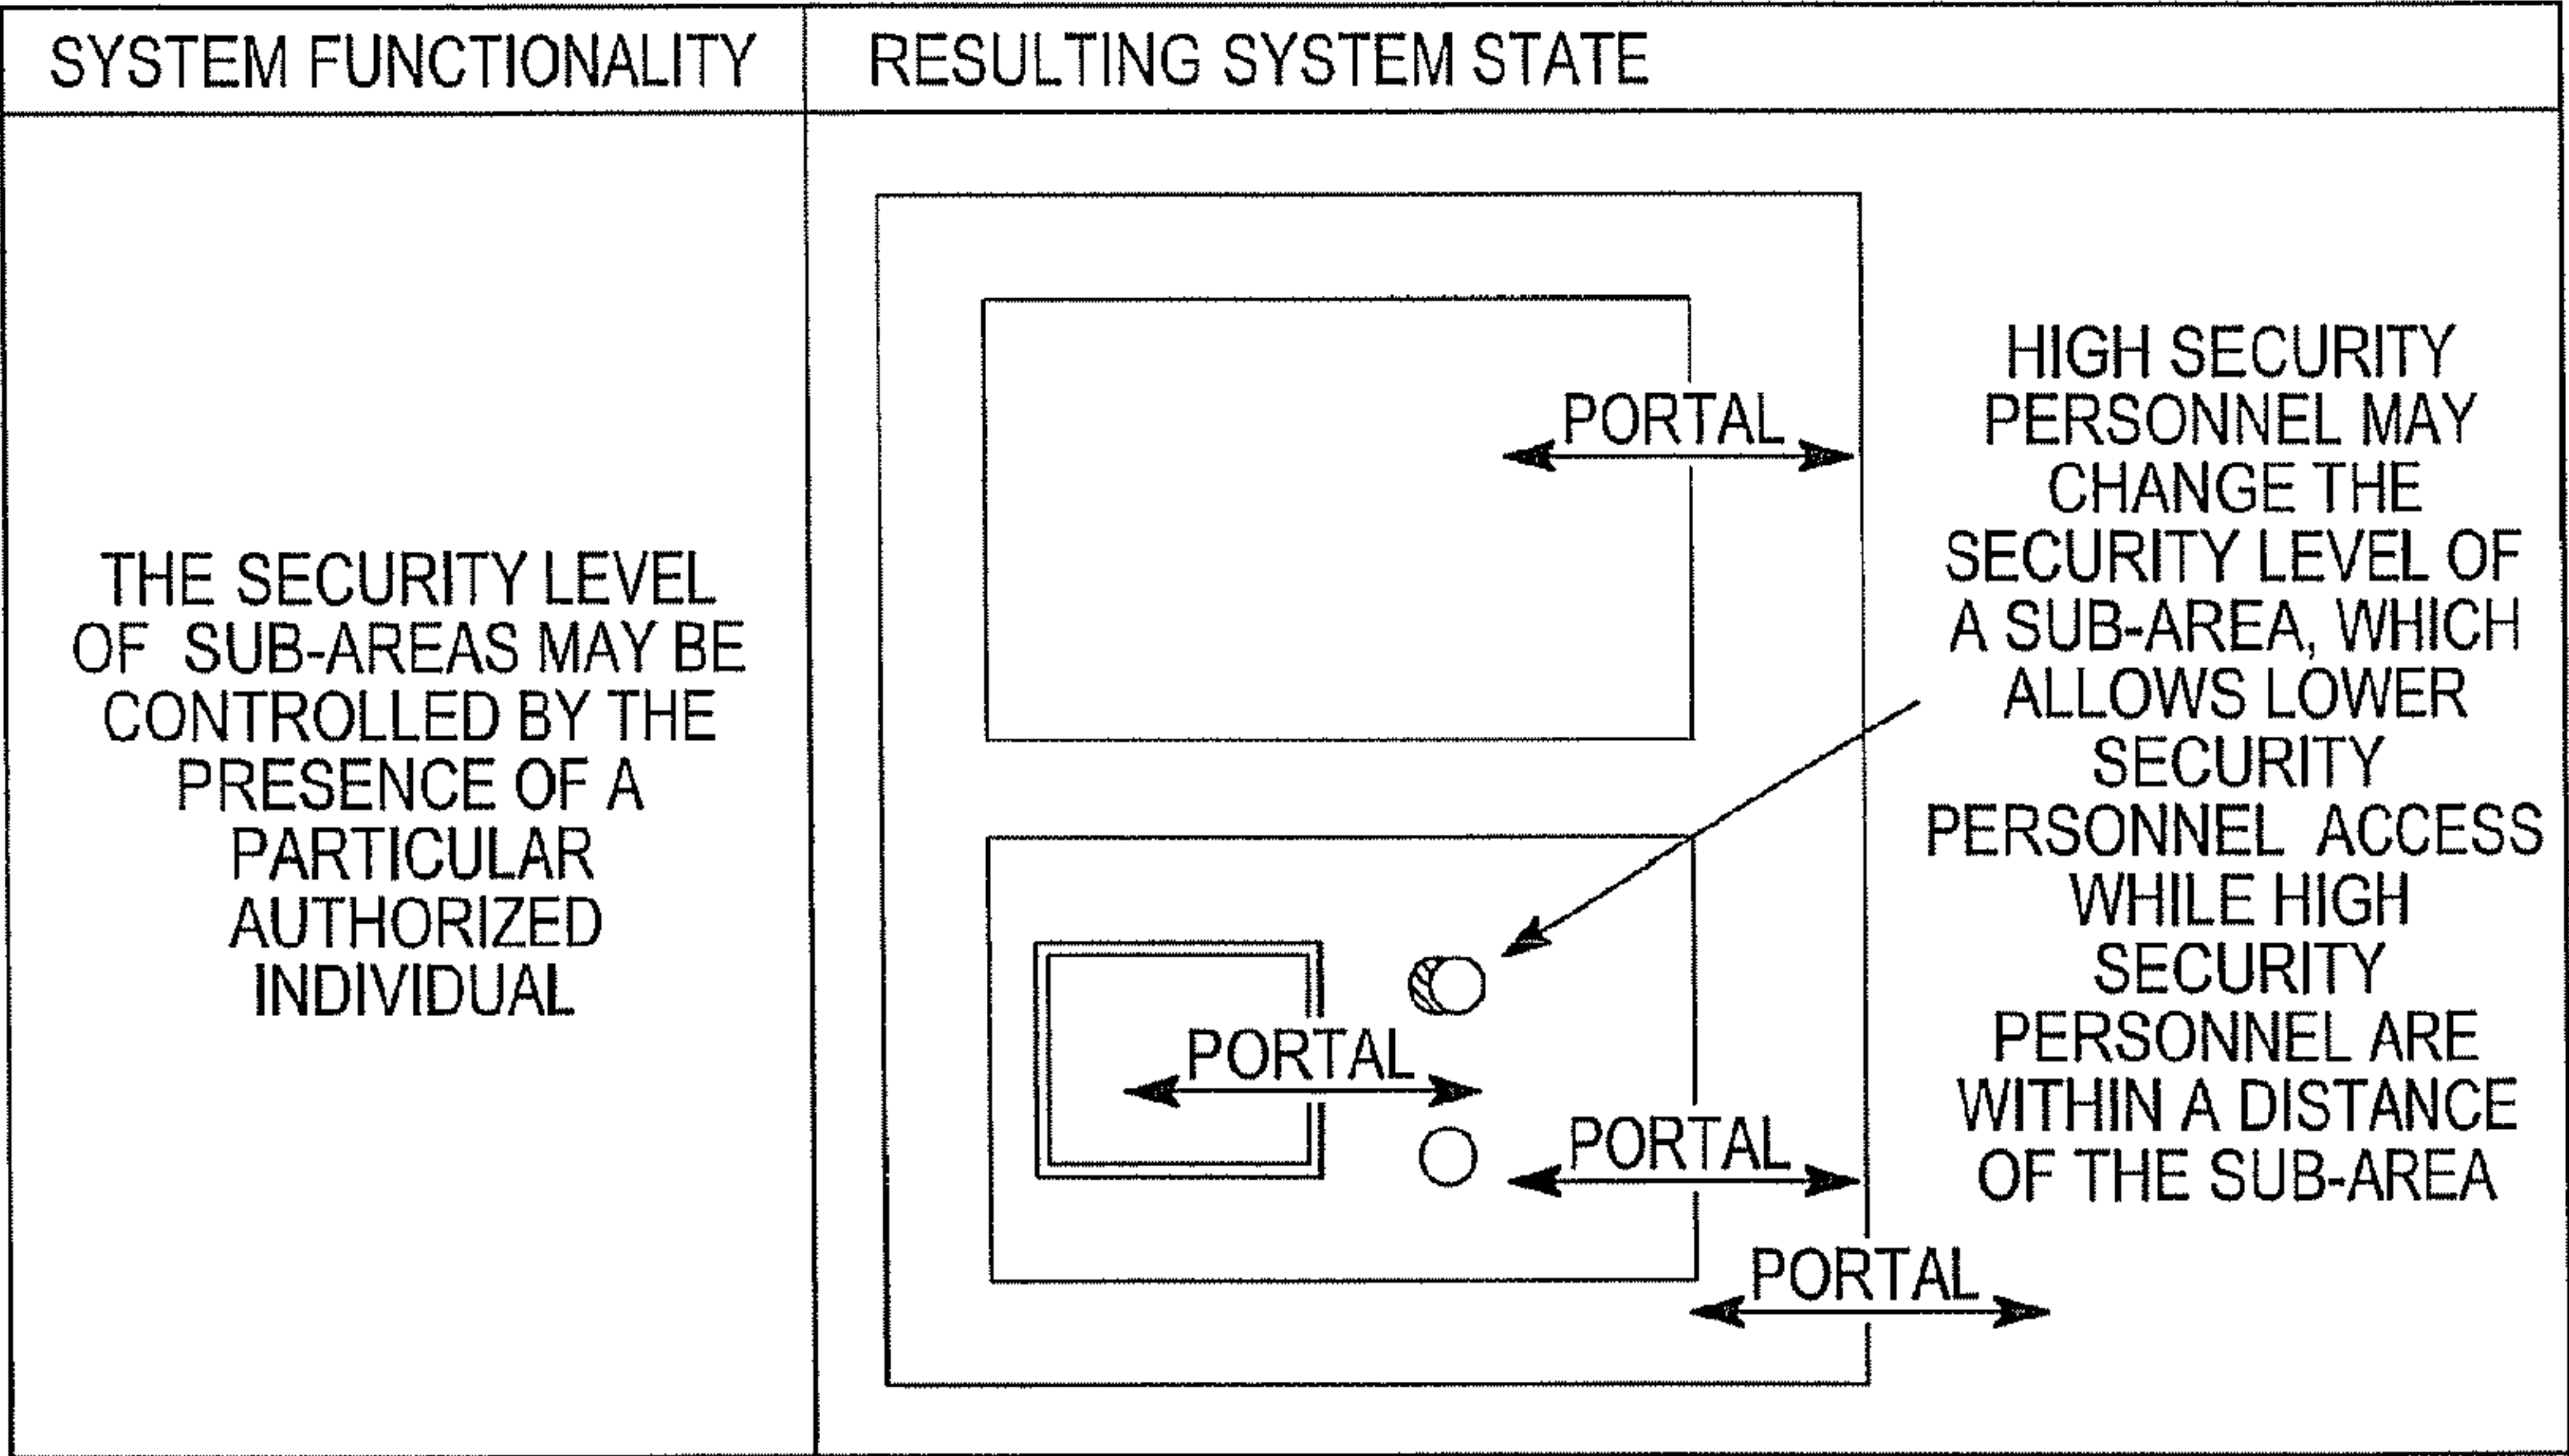 SYSTEM FUNCTIONALITY
RESULTING SYSTEM STATE
THE SECURITY LEVEL
OF SUB-AREAS MAY BE
CONTROLLED BY THE
PRESENCE OF A
PARTICULAR
AUTHORIZED
INDIVIDUAL
PORTAL
PORTAL
PORTAL
PORTAL
HIGH SECURITY
PERSONNEL MAY
CHANGE THE
SECURITY LEVEL OF
A SUB-AREA, WHICH
ALLOWS LOWER
SECURITY
PERSONNEL ACCESS
WHILE HIGH
SECURITY
PERSONNEL ARE
WITHIN A DISTANCE
OF THE SUB-AREA